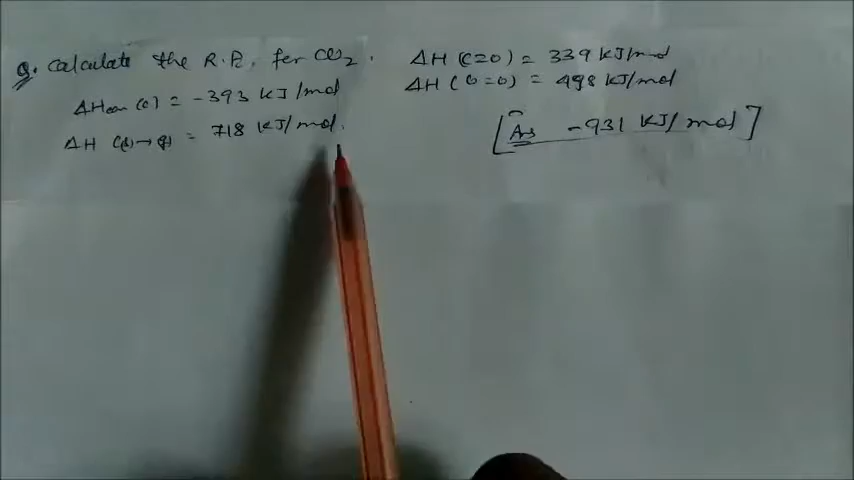 Q. Calculate the R.E. for CO2.
ΔHcom (C) = -393 KJ/mol
ΔH C(s)→(g) = 718 KJ/mol.
ΔH (C=O) = 339 KJ/mol
ΔH (O=O) = 498 KJ/mol
[Ans -931 KJ/mol]